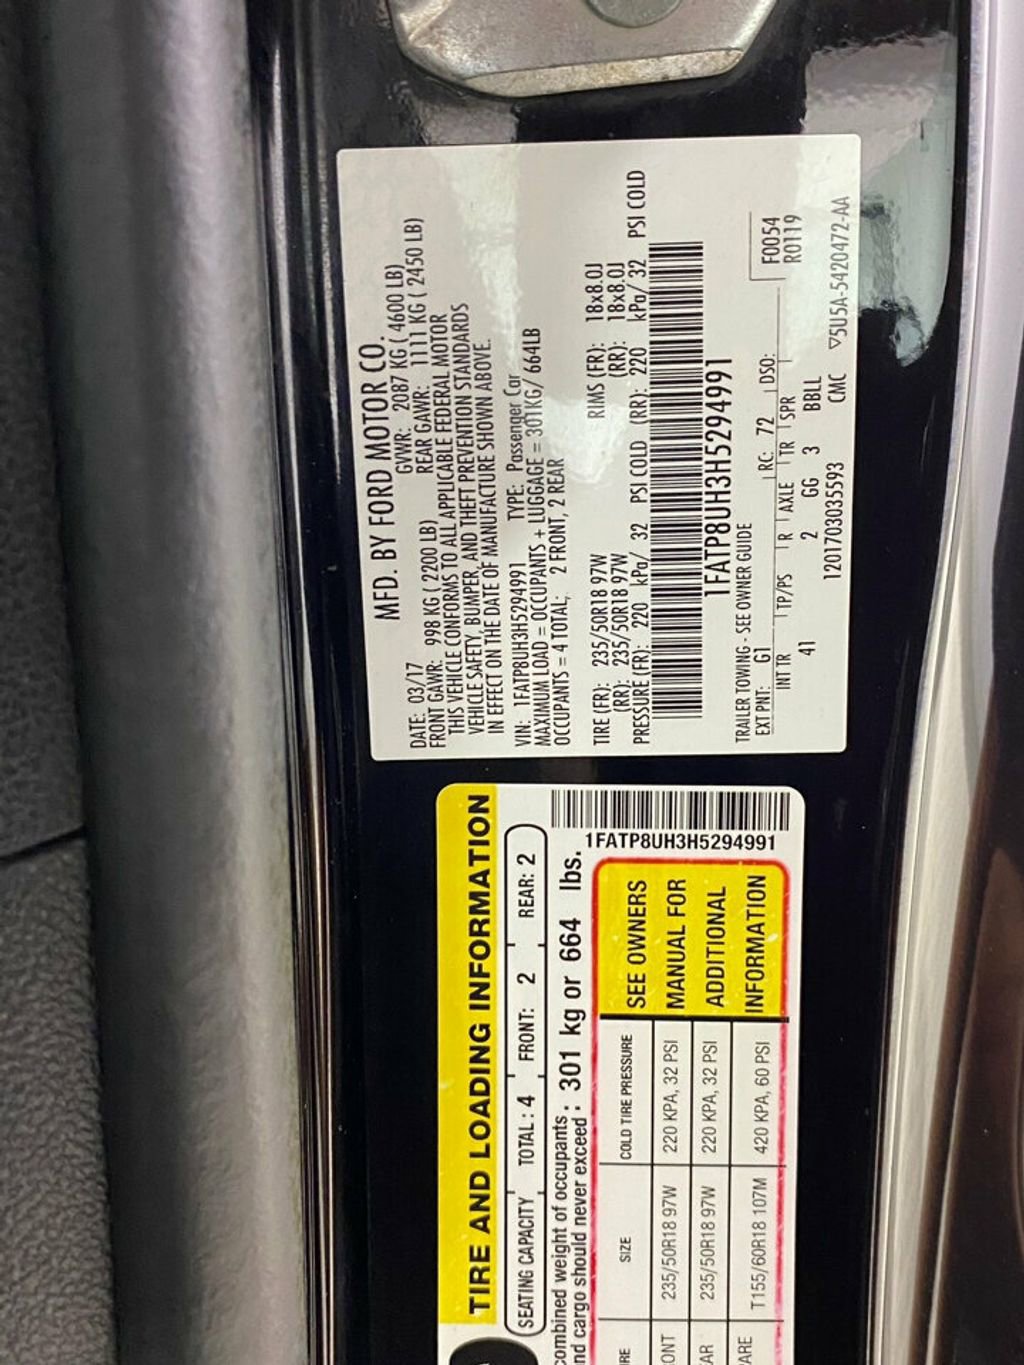 MFD. BY FORD MOTOR CO.
DATE: 03/17 GVWR: 2087 KG ( 4600 LB)
FRONT GAWR: 998 KG ( 2200 LB) REAR GAWR: 1111 KG ( 2450 LB)
THIS VEHICLE CONFORMS TO ALL APPLICABLE FEDERAL MOTOR
VEHICLE SAFETY, BUMPER, AND THEFT PREVENTION STANDARDS
IN EFFECT ON THE DATE OF MANUFACTURE SHOWN ABOVE.
VIN: 1FATP8UH3H5294991 TYPE: Passenger Car
MAXIMUM LOAD = OCCUPANTS + LUGGAGE = 301KG/ 664LB
OCCUPANTS = 4 TOTAL; 2 FRONT, 2 REAR
TIRE (FR): 235/50R18 97W RIMS (FR): 18x8.0J
(RR): 235/50R18 97W (RR): 18x8.0J
PRESSURE (FR): 220 kPa/ 32 PSI COLD (RR): 220 kPa/ 32 PSI COLD
1FATP8UH3H5294991
TRAILER TOWING - SEE OWNER GUIDE
EXT PNT: G1 RC: 72 DSO: F0054
INT TR TP/PS R AXLE TR SPR R0119
41 2 GG 3 BBLL
1201703035593 CMC ▽5U5A-5420472-AA
TIRE AND LOADING INFORMATION
SEATING CAPACITY TOTAL : 4 FRONT: 2 REAR: 2
combined weight of occupants
nd cargo should never exceed : 301 kg or 664 lbs.
1FATP8UH3H5294991
RE SIZE COLD TIRE PRESSURE
ONT 235/50R18 97W 220 KPA, 32 PSI
AR 235/50R18 97W 220 KPA, 32 PSI
ARE T155/60R18 107M 420 KPA, 60 PSI
SEE OWNERS
MANUAL FOR
ADDITIONAL
INFORMATION